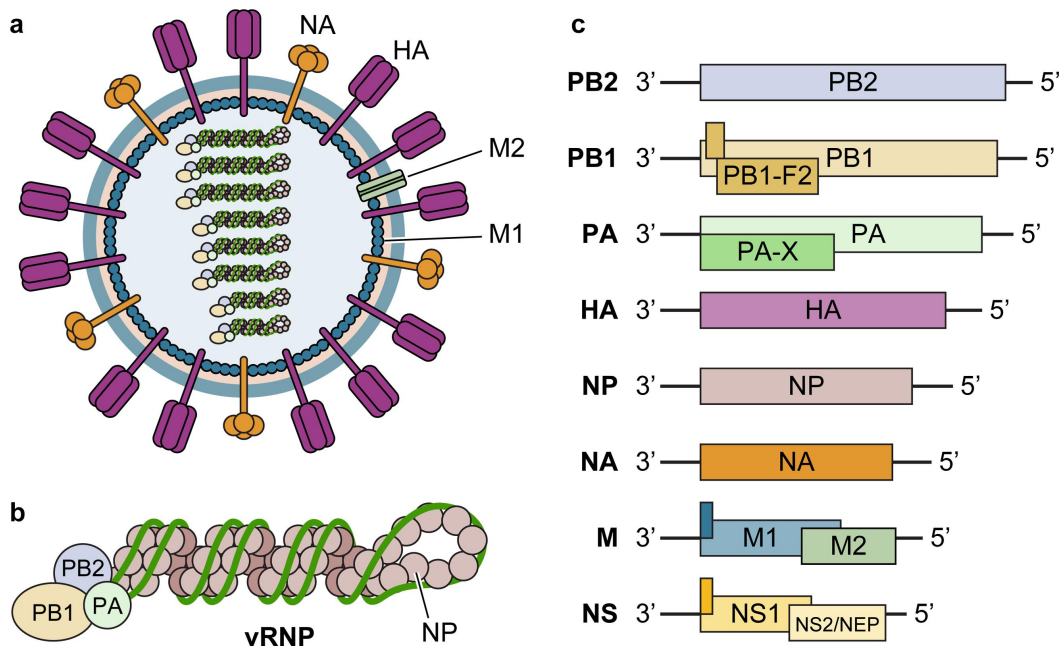 a
NA
HA
M2
M1
b
PB2
PB1
PA
vRNP
NP
c
PB2 3’ PB2 5’
PB1 3’ PB1 5’
PB1-F2
PA 3’ PA 5’
PA-X
HA 3’ HA 5’
NP 3’ NP 5’
NA 3’ NA 5’
M 3’ M1 M2 5’
NS 3’ NS1 NS2/NEP 5’